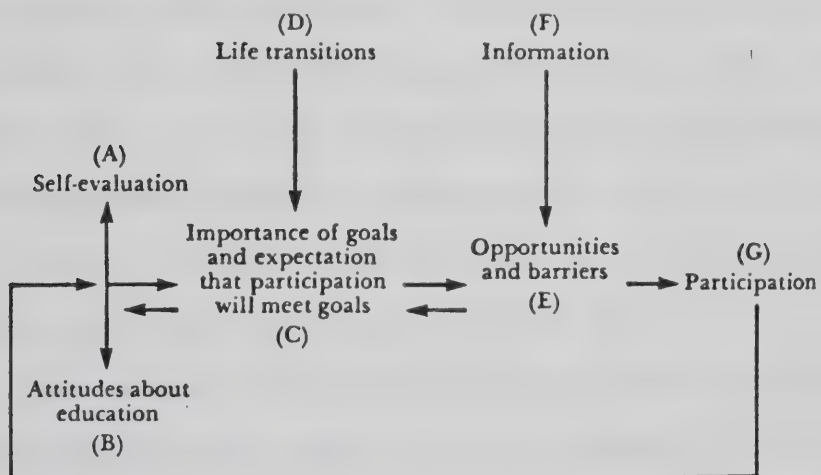 (D)
Life transitions
(F)
Information
(A)
Self-evaluation
Importance of goals
and expectation
that participation
will meet goals
(C)
Opportunities
and barriers
(E)
(G)
Participation
Attitudes about
education
(B)